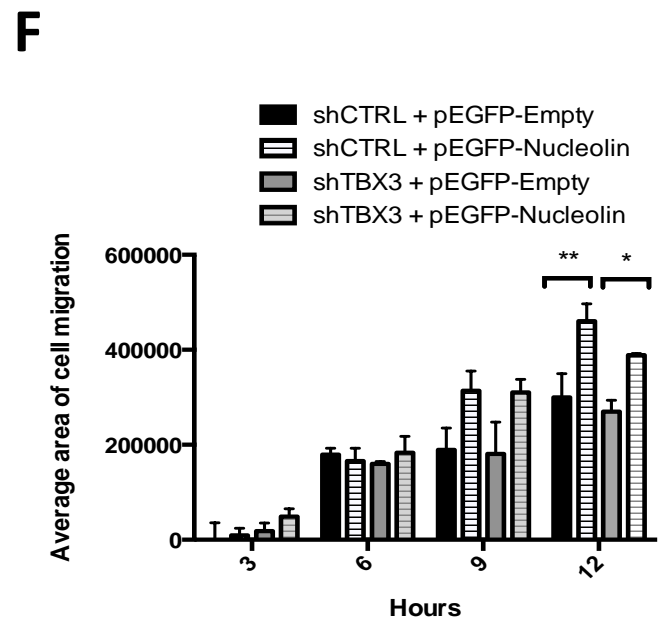 F
shCTRL + pEGFP-Empty
shCTRL + pEGFP-Nucleolin
shTBX3 + pEGFP-Empty
shTBX3 + pEGFP-Nucleolin
Average area of cell migration
600000
400000
200000
0
** *
3 6 9 12
Hours